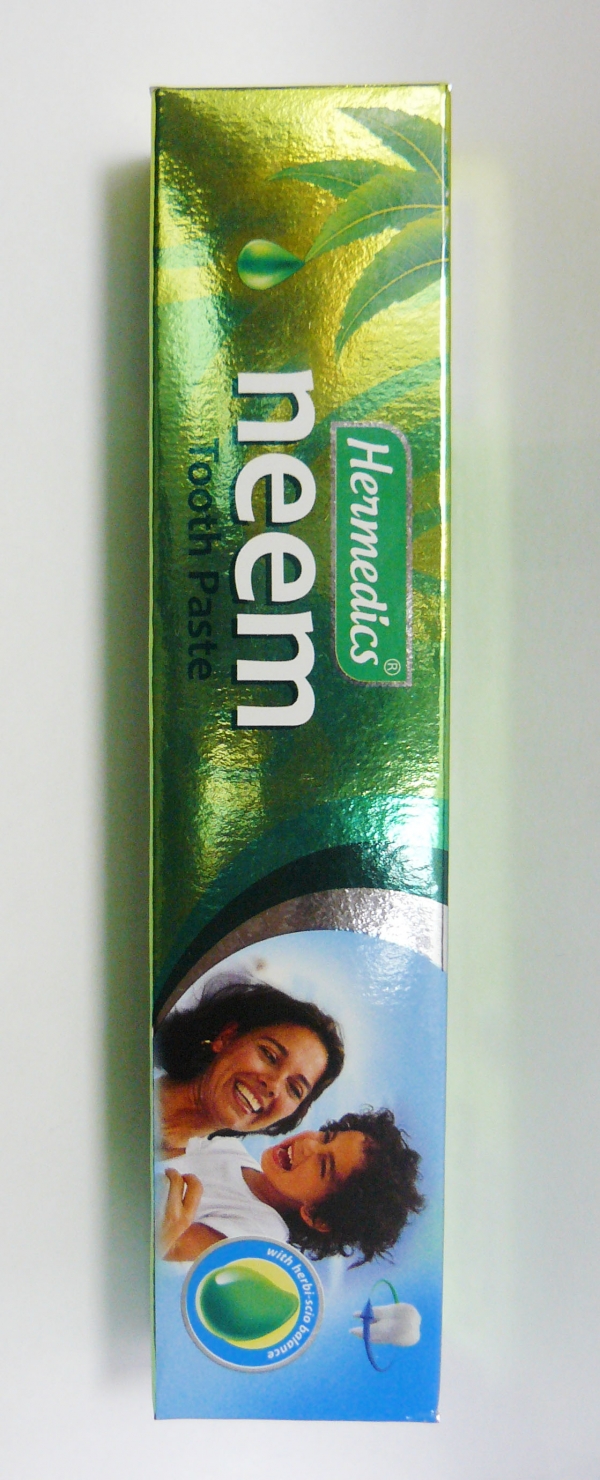 Hermedics®
neem
Tooth Paste
with herbi-scio balance